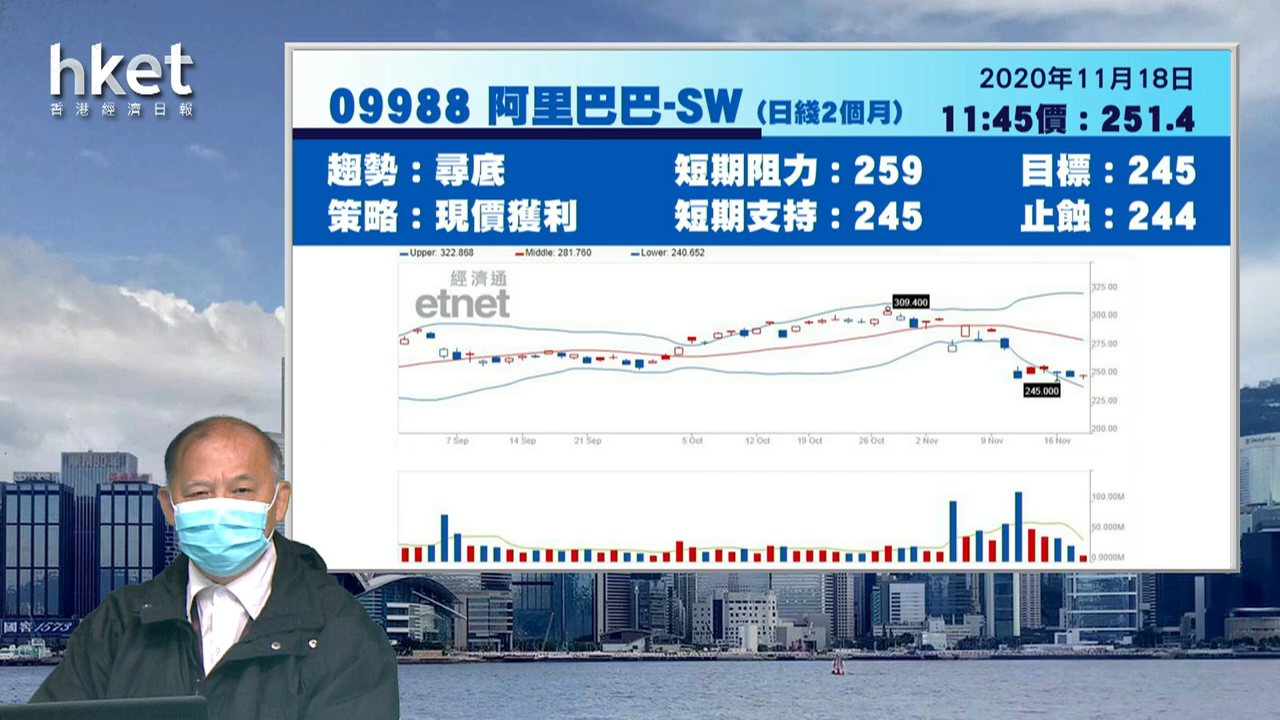 hket
香港經濟日報
2020年11月18日
09988 阿里巴巴-SW (日綫2個月)
11:45價：251.4
趨勢：尋底
短期阻力：259
目標：245
策略：現價獲利
短期支持：245
止蝕：244
Upper: 322.868
Middle: 281.760
Lower: 240.652
經濟通
etnet
309.400
245.000
325.00
300.00
275.00
250.00
225.00
200.00
7 Sep
14 Sep
21 Sep
5 Oct
12 Oct
19 Oct
26 Oct
2 Nov
9 Nov
16 Nov
100.00M
50.000M
0.0000M
國窖 1573